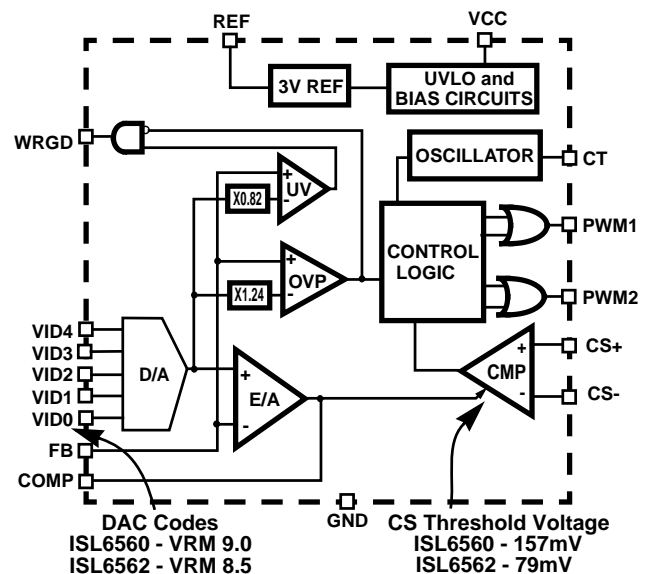 REF
VCC
3V REF
UVLO and
BIAS CIRCUITS
WRGD
OSCILLATOR
CT
+
UV
X0.82
-
CONTROL
LOGIC
PWM1
+
OVP
X1.24
-
PWM2
VID4
VID3
VID2
VID1
VID0
D/A
+
E/A
-
+
CMP
-
CS+
CS-
FB
COMP
GND
DAC Codes
ISL6560 - VRM 9.0
ISL6562 - VRM 8.5
CS Threshold Voltage
ISL6560 - 157mV
ISL6562 - 79mV